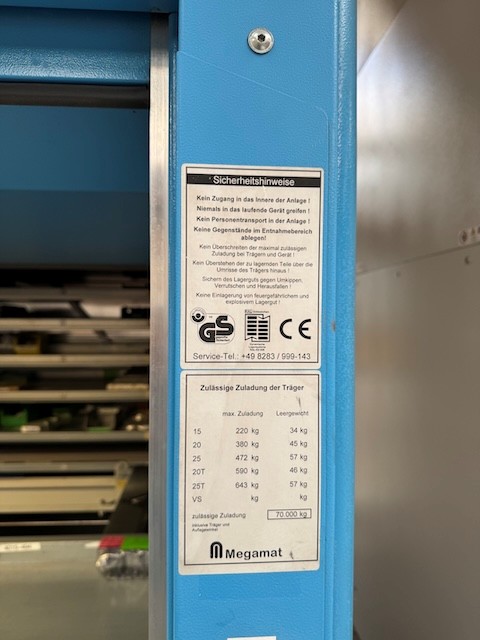 Sicherheitshinweise
Kein Zugang in das Innere der Anlage !
Niemals in das laufende Gerät greifen !
Kein Personentransport in der Anlage !
Keine Gegenstände im Entnahmebereich
ablegen!
Kein Überschreiten der maximal zulässigen
Zuladung bei Trägern und Gerät !
Kein Überstehen der zu lagernden Teile über die
Umrisse des Trägers hinaus !
Sichern des Lagerguts gegen Umkippen,
Verrutschen und Herausfallen !
Keine Einlagerung von feuergefährlichem und
explosivem Lagergut !
GS
CE
Service-Tel.: +49 8283 / 999-143
Zulässige Zuladung der Träger
max. Zuladung Leergewicht
15 220 kg 34 kg
20 380 kg 45 kg
25 472 kg 57 kg
20T 590 kg 46 kg
25T 643 kg 57 kg
VS kg kg
zulässige Zuladung 70.000 kg
inklusive Träger und
Megamat